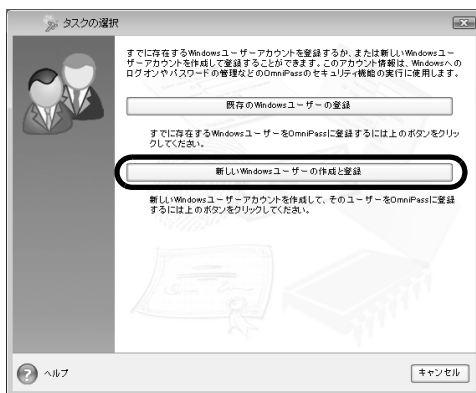 タスクの選択
すでに存在するWindowsユーザーアカウントを登録するか、または新しいWindowsユー
ザーアカウントを作成して登録することができます。このアカウント情報は、Windowsへの
ログオンやパスワードの管理などのOmniPassのセキュリティ機能の実行に使用します。
既存のWindowsユーザーの登録
すでに存在するWindowsユーザーをOmniPassに登録するには上のボタンをクリッ
クしてください。
新しいWindowsユーザーの作成と登録
新しいWindowsユーザーアカウントを作成して、そのユーザーをOmniPassに登録
するには上のボタンをクリックしてください。
ヘルプ
キャンセル